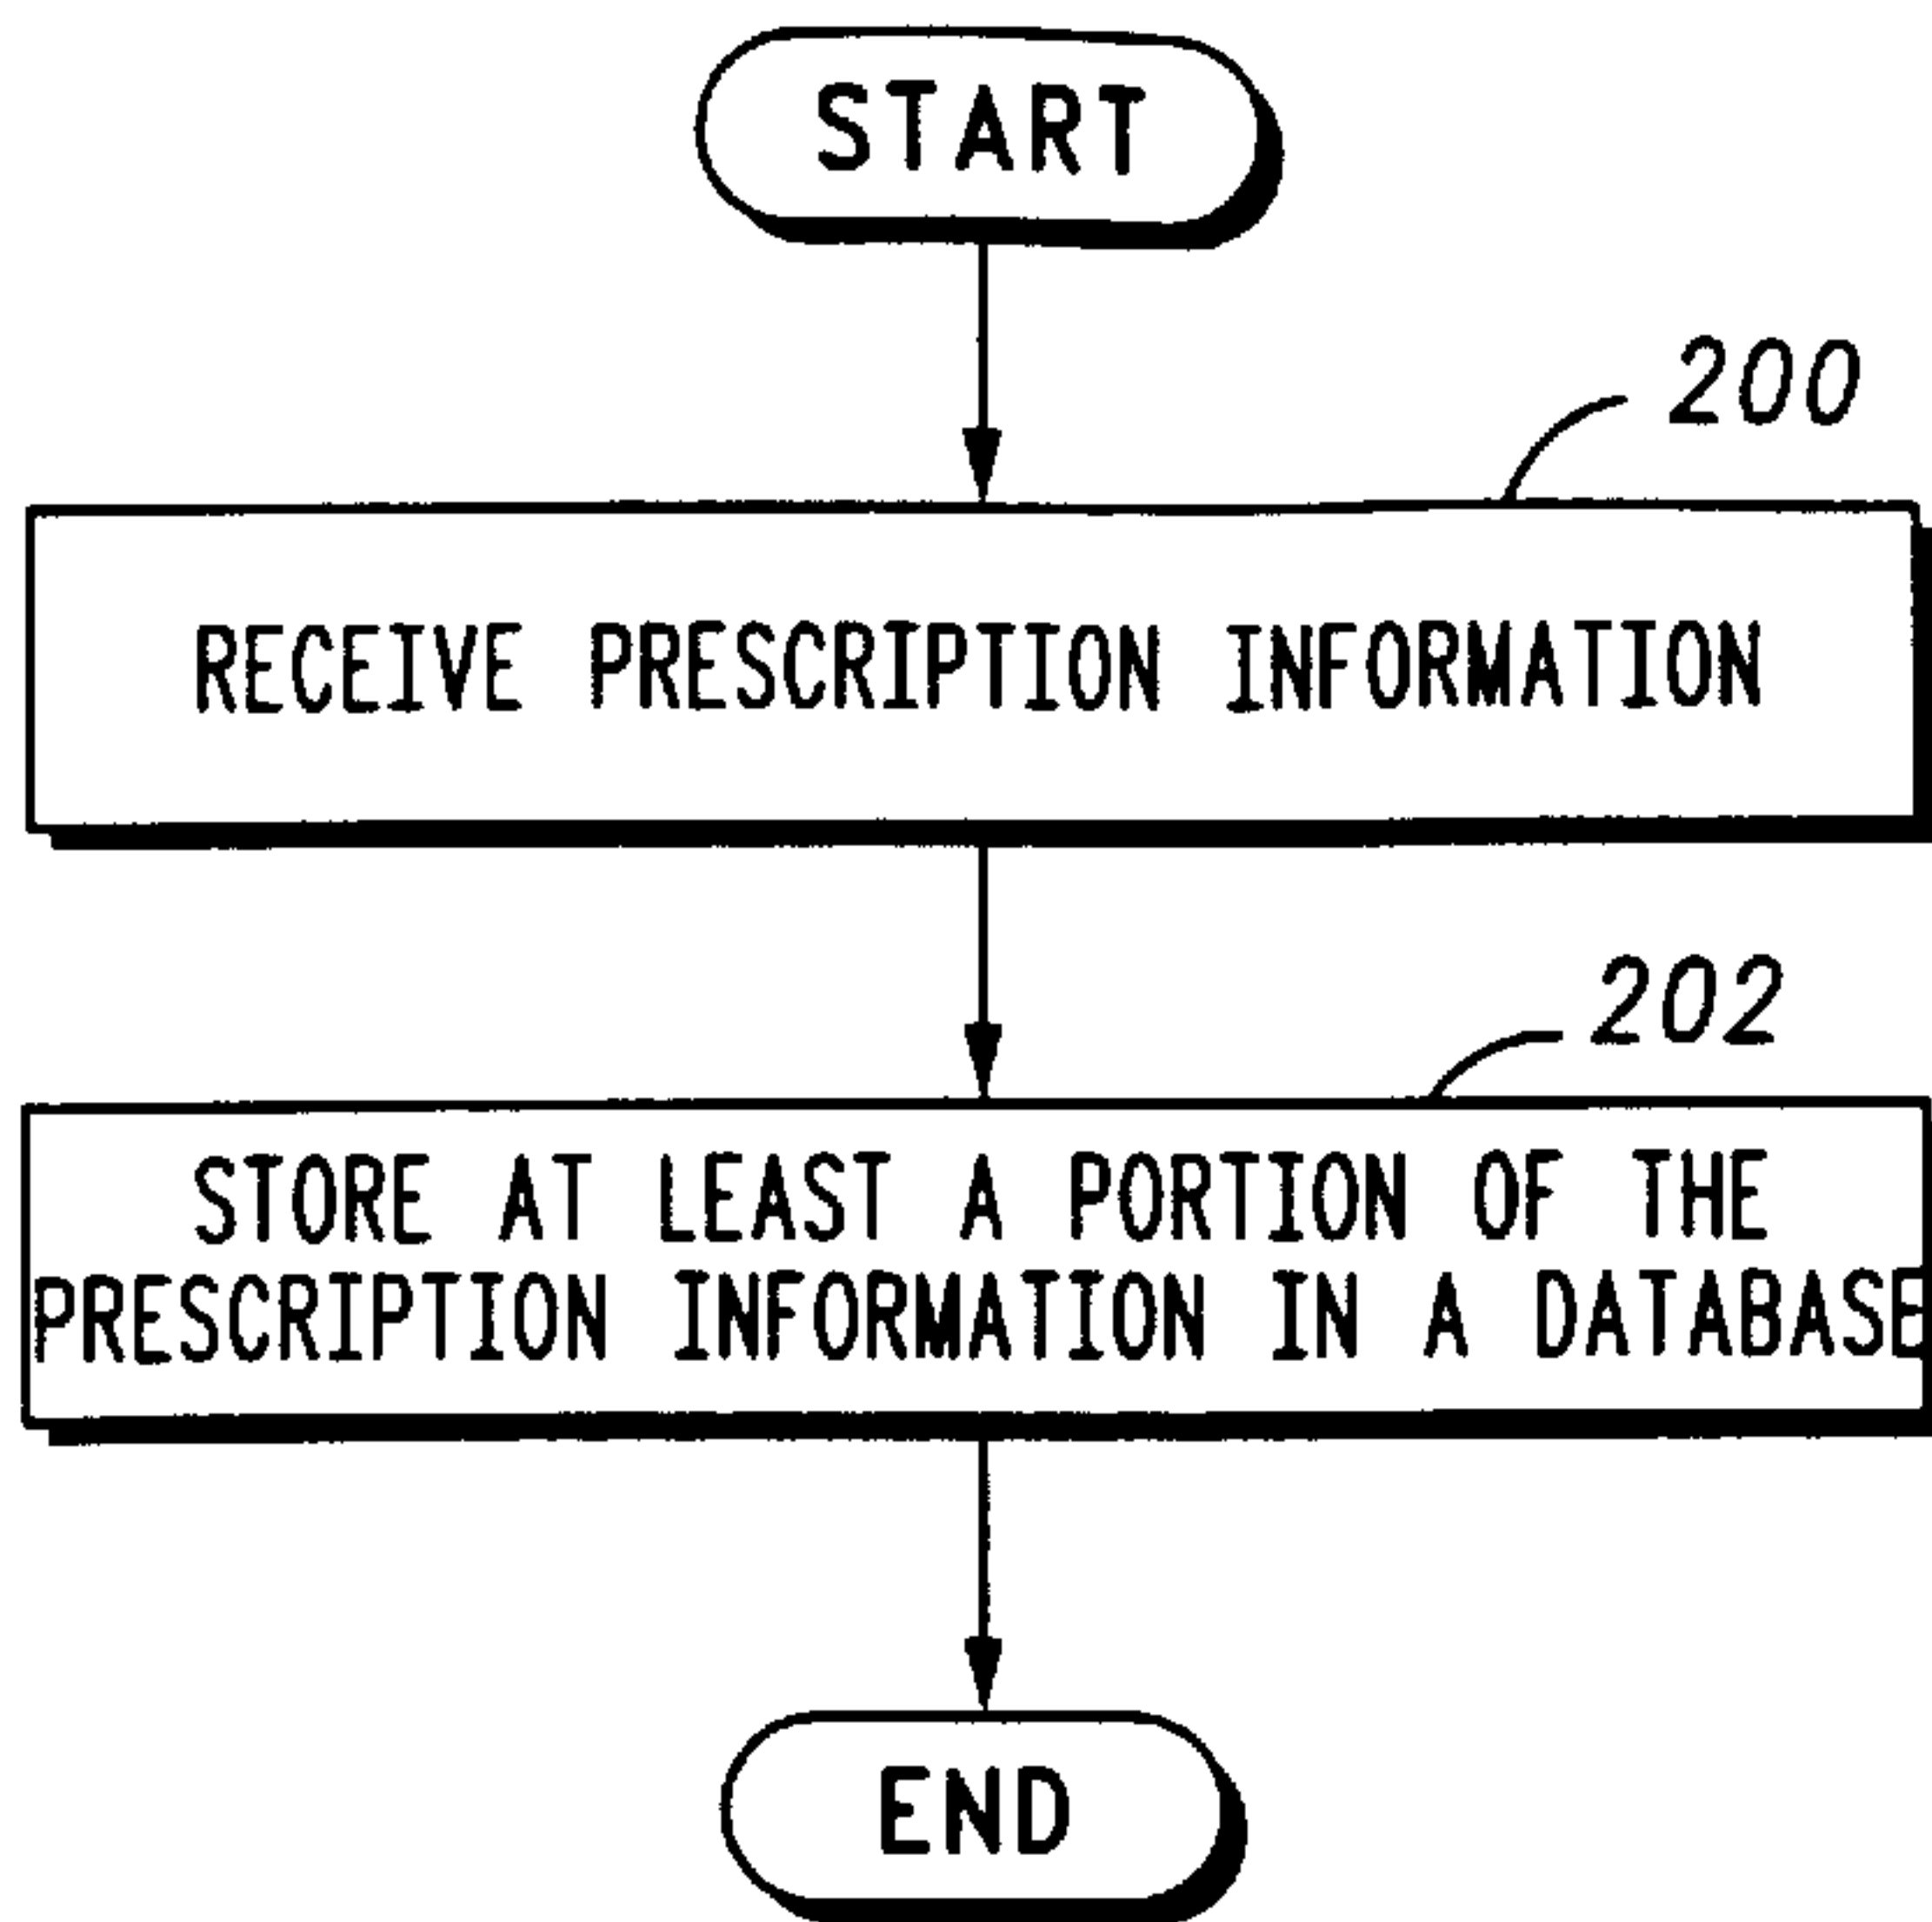 START
200
RECEIVE PRESCRIPTION INFORMATION
202
STORE AT LEAST A PORTION OF THE
PRESCRIPTION INFORMATION IN A DATABASE
END